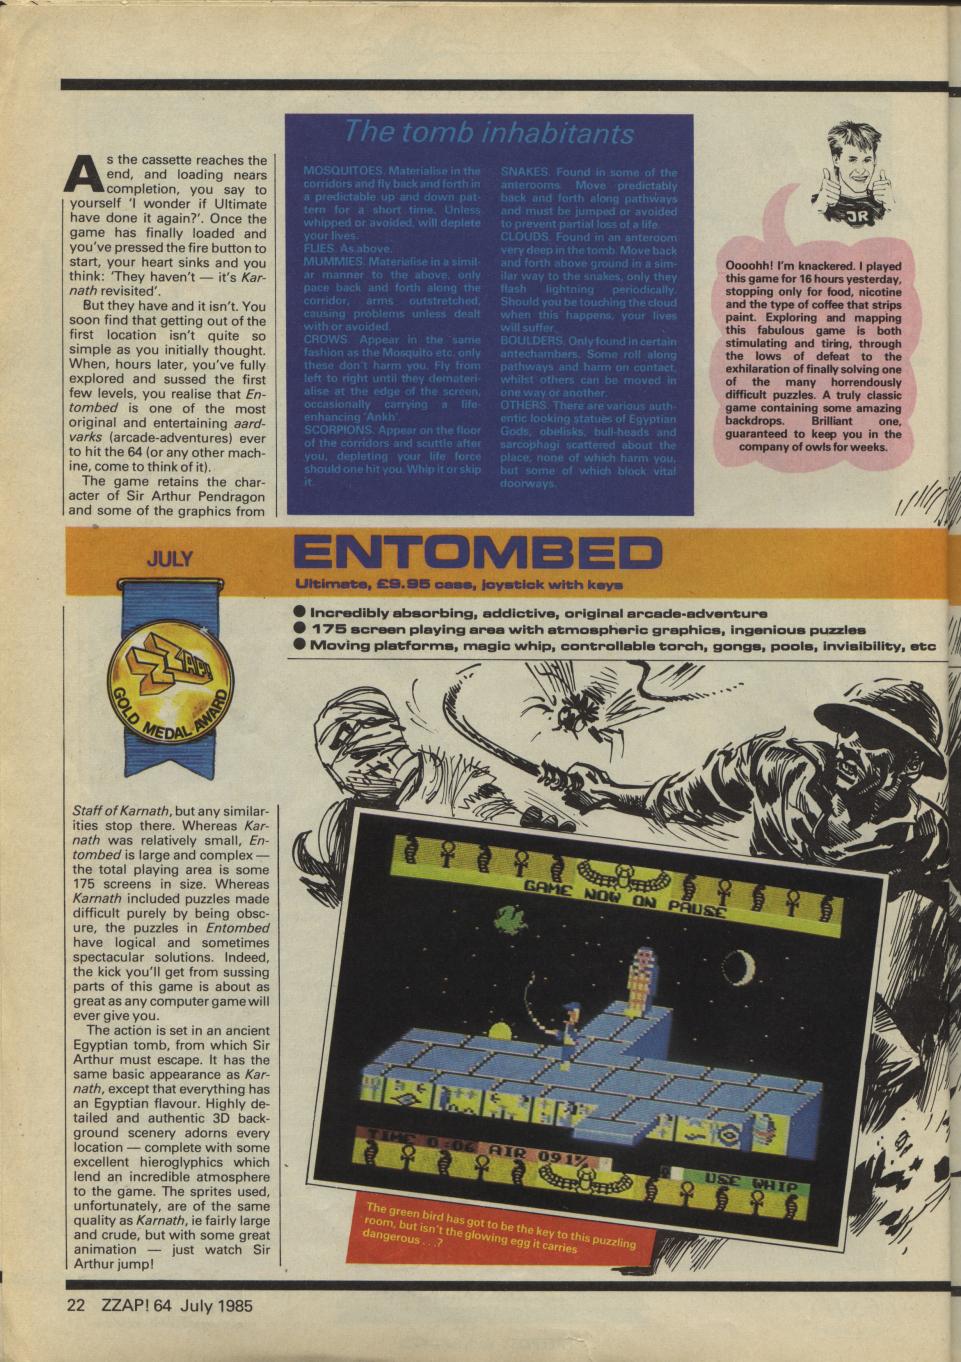 As the cassette reaches the
end, and loading nears
completion, you say to
yourself 'I wonder if Ultimate
have done it again?'. Once the
game has finally loaded and
you've pressed the fire button to
start, your heart sinks and you
think: 'They haven't — it's Kar-
nath revisited'.
But they have and it isn't. You
soon find that getting out of the
first location isn't quite so
simple as you initially thought.
When, hours later, you've fully
explored and sussed the first
few levels, you realise that En-
tombed is one of the most
original and entertaining aard-
varks (arcade-adventures) ever
to hit the 64 (or any other mach-
ine, come to think of it).
The game retains the char-
acter of Sir Arthur Pendragon
and some of the graphics from
The tomb inhabitants
MOSQUITOES. Materialise in the
corridors and fly back and forth in
a predictable up and down pat-
tern for a short time. Unless
whipped or avoided, will deplete
your lives.
FLIES. As above.
MUMMIES. Materialise in a simil-
ar manner to the above, only
pace back and forth along the
corridor, arms outstretched,
causing problems unless dealt
with or avoided.
CROWS. Appear in the same
fashion as the Mosquito etc, only
these don't harm you. Fly from
left to right until they demateri-
alise at the edge of the screen,
occasionally carrying a life-
enhancing 'Ankh'.
SCORPIONS. Appear on the floor
of the corridors and scuttle after
you, depleting your life force
should one hit you. Whip it or skip
it.
SNAKES. Found in some of the
anterooms. Move predictably
back and forth along pathways
and must be jumped or avoided
to prevent partial loss of a life.
CLOUDS. Found in an anteroom
very deep in the tomb. Move back
and forth above ground in a sim-
ilar way to the snakes, only they
flash lightning periodically.
Should you be touching the cloud
when this happens, your lives
will suffer.
BOULDERS. Only found in certain
antechambers. Some roll along
pathways and harm on contact,
whilst others can be moved in
one way or another.
OTHERS. There are various auth-
entic looking statues of Egyptian
Gods, obelisks, bull-heads and
sarcophagi scattered about the
place, none of which harm you,
but some of which block vital
doorways.
JR
Oooohh! I'm knackered. I played
this game for 16 hours yesterday,
stopping only for food, nicotine
and the type of coffee that strips
paint. Exploring and mapping
this fabulous game is both
stimulating and tiring, through
the lows of defeat to the
exhilaration of finally solving one
of the many horrendously
difficult puzzles. A truly classic
game containing some amazing
backdrops. Brilliant one,
guaranteed to keep you in the
company of owls for weeks.
JULY
ZZAP!
GOLD MEDAL AWARD
ENTOMBED
Ultimate, £9.95 cass, joystick with keys
● Incredibly absorbing, addictive, original arcade-adventure
● 175 screen playing area with atmospheric graphics, ingenious puzzles
● Moving platforms, magic whip, controllable torch, gongs, pools, invisibility, etc
Staff of Karnath, but any similar-
ities stop there. Whereas Kar-
nath was relatively small, En-
tombed is large and complex —
the total playing area is some
175 screens in size. Whereas
Karnath included puzzles made
difficult purely by being obsc-
ure, the puzzles in Entombed
have logical and sometimes
spectacular solutions. Indeed,
the kick you'll get from sussing
parts of this game is about as
great as any computer game will
ever give you.
The action is set in an ancient
Egyptian tomb, from which Sir
Arthur must escape. It has the
same basic appearance as Kar-
nath, except that everything has
an Egyptian flavour. Highly de-
tailed and authentic 3D back-
ground scenery adorns every
location — complete with some
excellent hieroglyphics which
lend an incredible atmosphere
to the game. The sprites used,
unfortunately, are of the same
quality as Karnath, ie fairly large
and crude, but with some great
animation — just watch Sir
Arthur jump!
GAME NOW ON PAUSE
TIME 0:06 AIR 091%
USE WHIP
The green bird has got to be the key to this puzzling
room, but isn't the glowing egg it carries
dangerous . . .?
22 ZZAP! 64 July 1985